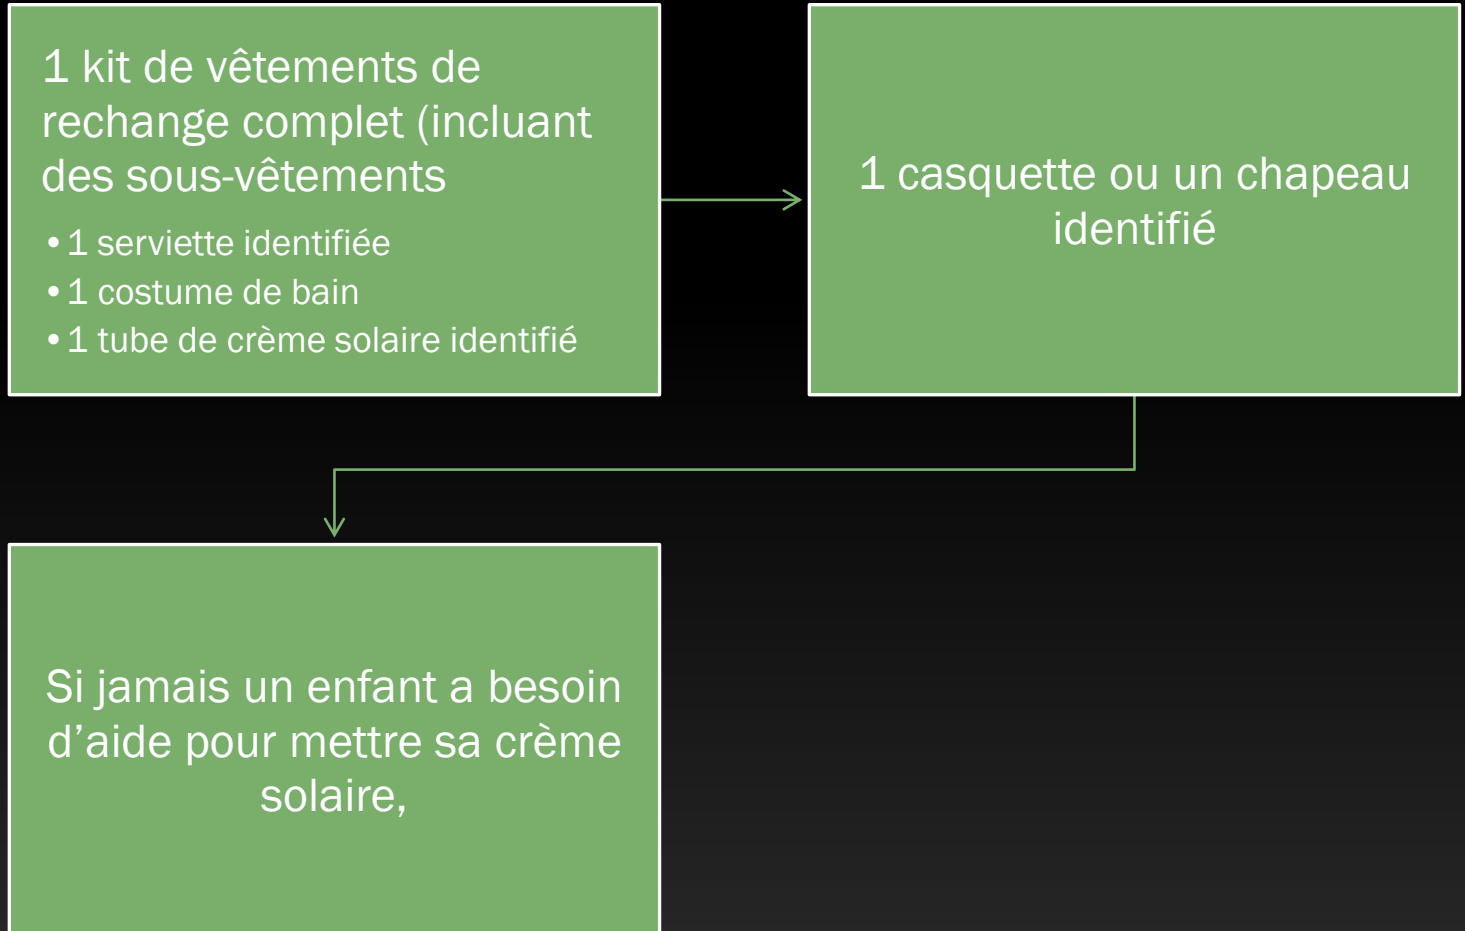 1 kit de vêtements de
rechange complet (incluant
des sous-vêtements
•1 serviette identifiée
•1 costume de bain
•1 tube de crème solaire identifié
1 casquette ou un chapeau
identifié
Si jamais un enfant a besoin
d’aide pour mettre sa crème
solaire,